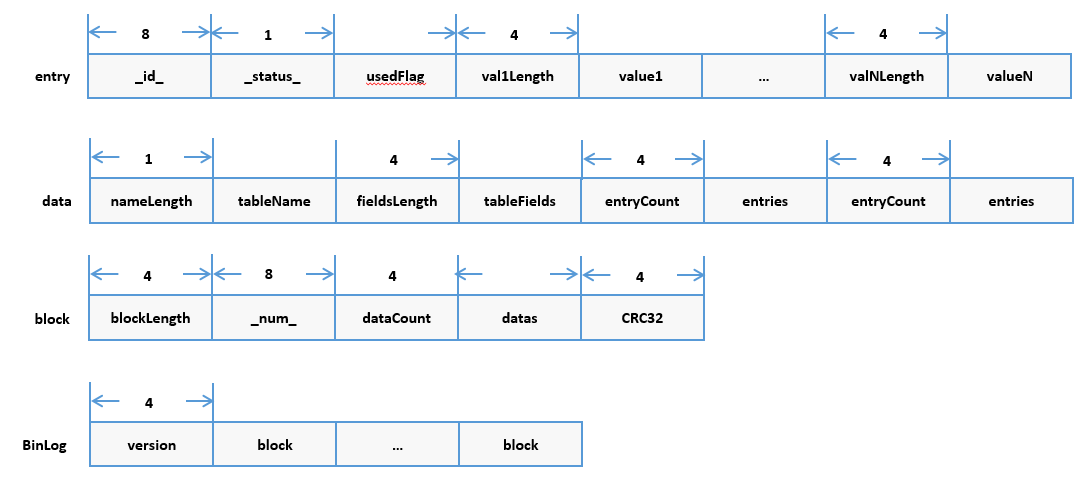 8 1 4 4
entry _id_ _status_ usedFlag val1Length value1 ... valNLength valueN
1 4 4 4
data nameLength tableName fieldsLength tableFields entryCount entries entryCount entries
4 8 4 4
block blockLength _num_ dataCount datas CRC32
4
BinLog version block ... block